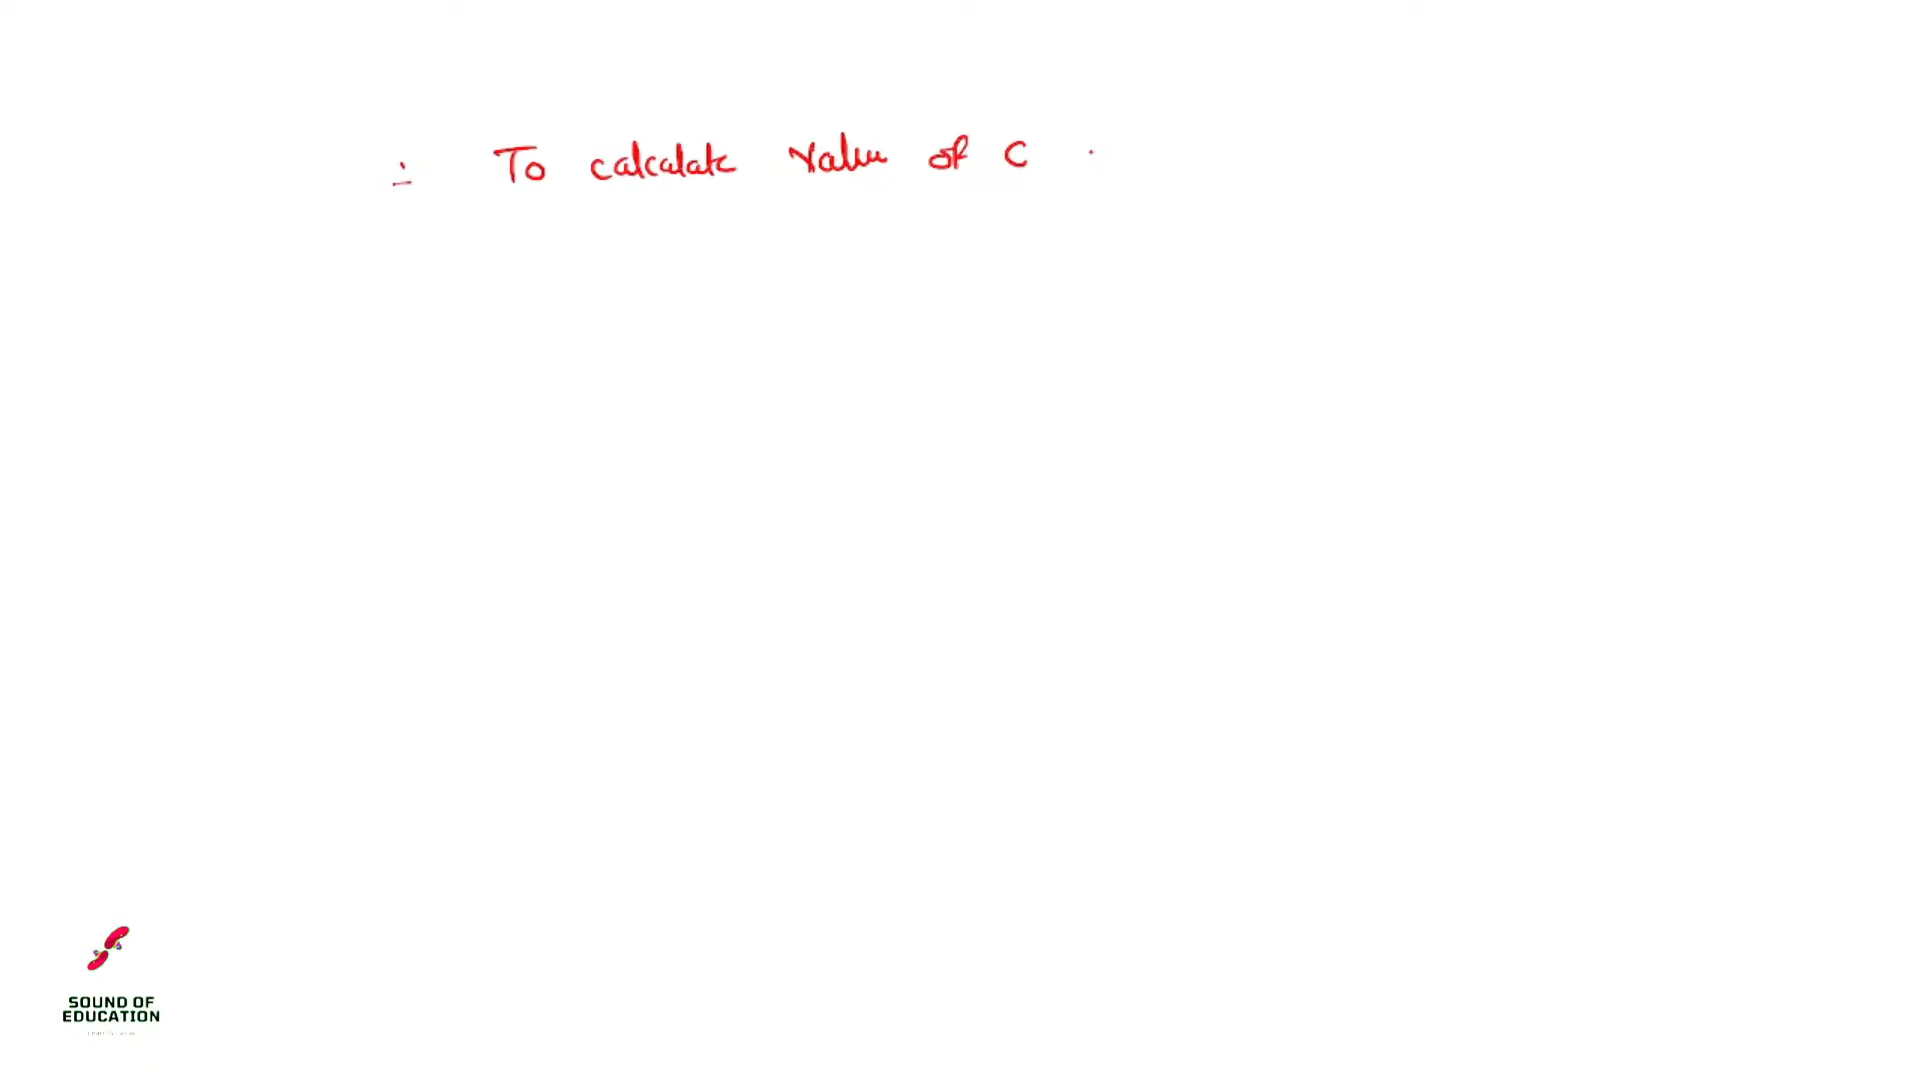 ∴ To calculate value of C
SOUND OF
EDUCATION